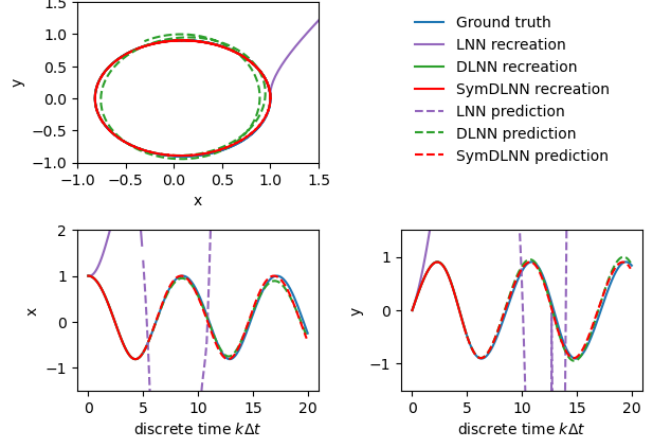 1.5
1.0
0.5
0.0
−0.5
−1.0
y
−1.0 −0.5 0.0 0.5 1.0 1.5
x
Ground truth
LNN recreation
DLNN recreation
SymDLNN recreation
LNN prediction
DLNN prediction
SymDLNN prediction
2
1
0
−1
x
0 5 10 15 20
discrete time kΔt
1
0
−1
y
0 5 10 15 20
discrete time kΔt